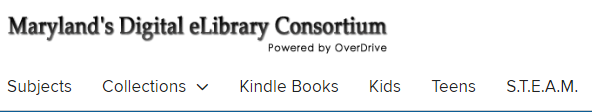 Maryland's Digital eLibrary Consortium
Powered by OverDrive
Subjects Collections Kindle Books Kids Teens S.T.E.A.M.